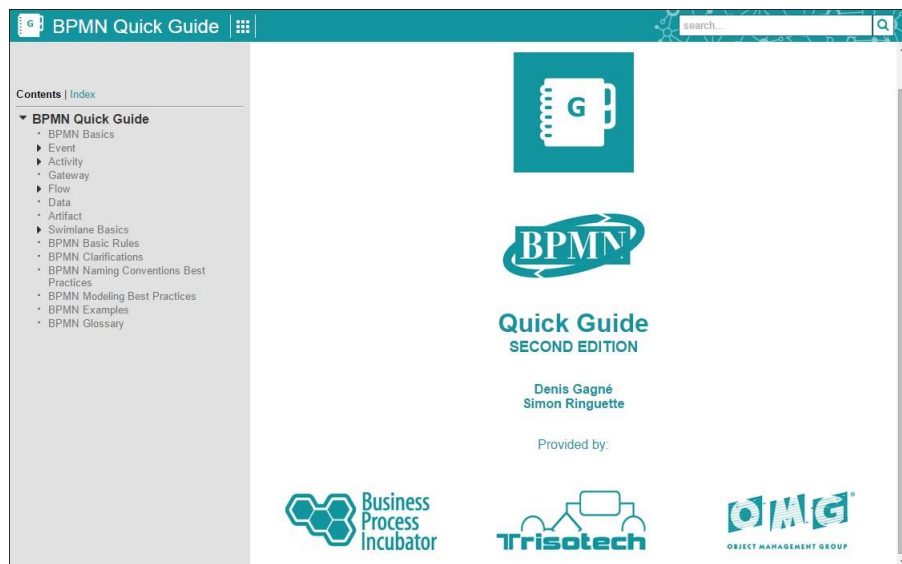 G BPMN Quick Guide
search...
Contents | Index
BPMN Quick Guide
BPMN Basics
Event
Activity
Gateway
Flow
Data
Artifact
Swimlane Basics
BPMN Basic Rules
BPMN Clarifications
BPMN Naming Conventions Best
Practices
BPMN Modeling Best Practices
BPMN Examples
BPMN Glossary
G
BPMN
Quick Guide
SECOND EDITION
Denis Gagné
Simon Ringuette
Provided by:
Business
Process
Incubator
Trisotech
OMG®
OBJECT MANAGEMENT GROUP